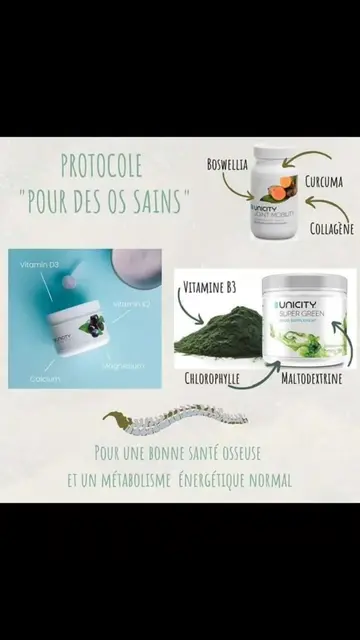 PROTOCOLE
"POUR DES OS SAINS"
BOSWELLIA
CURCUMA
COLLAGÈNE
UNICITY
JOINT MOBILITY
Vitamin D3
Vitamin K2
UNICITY
Magnesium
Calcium
VITAMINE B3
UNICITY
SUPER GREEN
CHLOROPHYLLE
MALTODEXTRINE
POUR UNE BONNE SANTÉ OSSEUSE
ET UN MÉTABOLISME ÉNERGÉTIQUE NORMAL